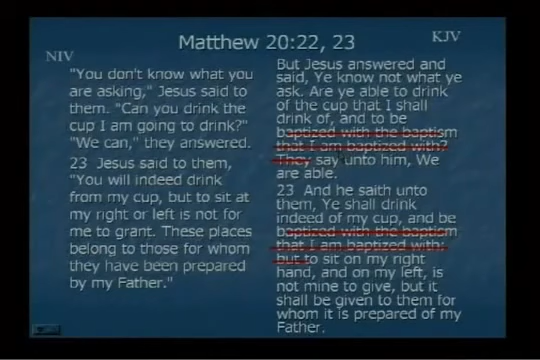 Matthew 20:22, 23
NIV
"You don't know what you
are asking," Jesus said to
them. "Can you drink the
cup I am going to drink?"
"We can," they answered.
23 Jesus said to them,
"You will indeed drink
from my cup, but to sit at
my right or left is not for
me to grant. These places
belong to those for whom
they have been prepared
by my Father."
KJV
But Jesus answered and
said, Ye know not what ye
ask. Are ye able to drink
of the cup that I shall
drink of, and to be
baptized with the baptism
that I am baptized with?
They say unto him, We
are able.
23 And he saith unto
them, Ye shall drink
indeed of my cup, and be
baptized with the baptism
that I am baptized with:
but to sit on my right
hand, and on my left, is
not mine to give, but it
shall be given to them for
whom it is prepared of my
Father.